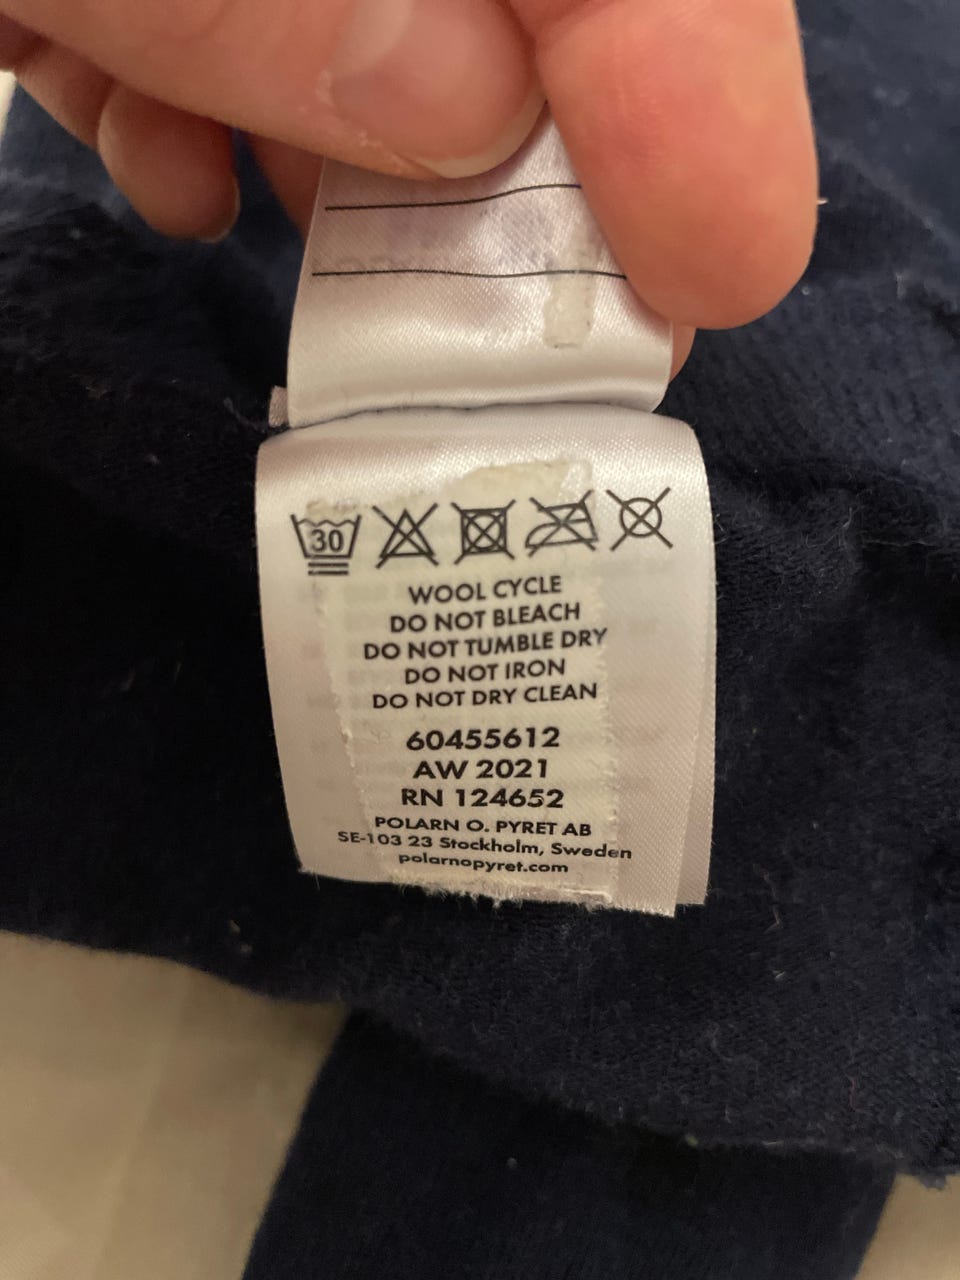 30
WOOL CYCLE
DO NOT BLEACH
DO NOT TUMBLE DRY
DO NOT IRON
DO NOT DRY CLEAN
60455612
AW 2021
RN 124652
POLARN O. PYRET AB
SE-103 23 Stockholm, Sweden
polarnopyret.com